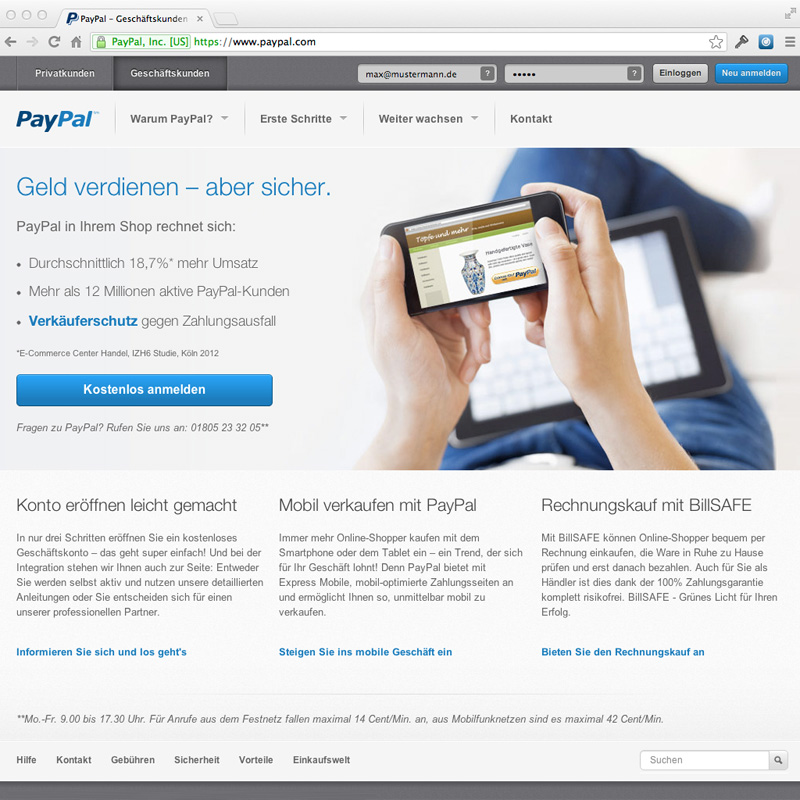 PayPal – Geschäftskunden
PayPal, Inc. [US] https://www.paypal.com
Privatkunden Geschäftskunden max@mustermann.de ? ••••• ? Einloggen Neu anmelden
PayPal Warum PayPal? Erste Schritte Weiter wachsen Kontakt
Geld verdienen – aber sicher.
PayPal in Ihrem Shop rechnet sich:
• Durchschnittlich 18,7%* mehr Umsatz
• Mehr als 12 Millionen aktive PayPal-Kunden
• Verkäuferschutz gegen Zahlungsausfall
*E-Commerce Center Handel, IZH6 Studie, Köln 2012
Kostenlos anmelden
Fragen zu PayPal? Rufen Sie uns an: 01805 23 32 05**
Töpfe und mehr
Handgefertigte Vase
PayPal
Konto eröffnen leicht gemacht
In nur drei Schritten eröffnen Sie ein kostenloses
Geschäftskonto – das geht super einfach! Und bei der
Integration stehen wir Ihnen auch zur Seite: Entweder
Sie werden selbst aktiv und nutzen unsere detaillierten
Anleitungen oder Sie entscheiden sich für einen
unserer professionellen Partner.
Informieren Sie sich und los geht's
Mobil verkaufen mit PayPal
Immer mehr Online-Shopper kaufen mit dem
Smartphone oder dem Tablet ein – ein Trend, der sich
für Ihr Geschäft lohnt! Denn PayPal bietet mit
Express Mobile, mobil-optimierte Zahlungsseiten an
und ermöglicht Ihnen so, unmittelbar mobil zu
verkaufen.
Steigen Sie ins mobile Geschäft ein
Rechnungskauf mit BillSAFE
Mit BillSAFE können Online-Shopper bequem per
Rechnung einkaufen, die Ware in Ruhe zu Hause
prüfen und erst danach bezahlen. Auch für Sie als
Händler ist dies dank der 100% Zahlungsgarantie
komplett risikofrei. BillSAFE - Grünes Licht für Ihren
Erfolg.
Bieten Sie den Rechnungskauf an
**Mo.-Fr. 9.00 bis 17.30 Uhr. Für Anrufe aus dem Festnetz fallen maximal 14 Cent/Min. an, aus Mobilfunknetzen sind es maximal 42 Cent/Min.
Hilfe Kontakt Gebühren Sicherheit Vorteile Einkaufswelt Suchen